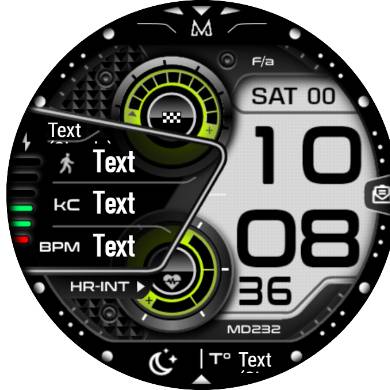 F/a
SAT 00
10
Text
Text
KC Text
08
BPM Text
HR-INT
36
MD232
T° Text